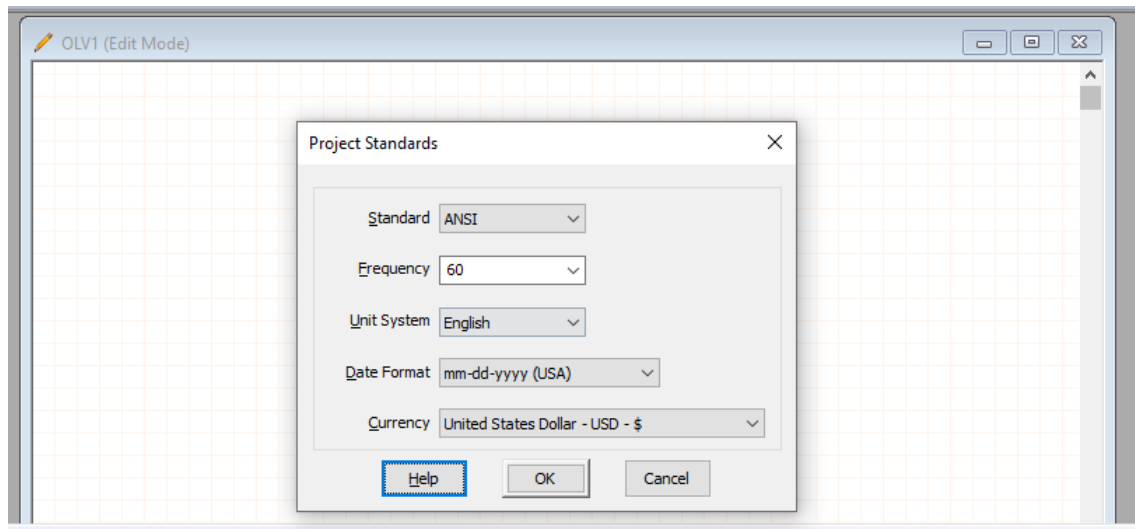 OLV1 (Edit Mode)
Project Standards
Standard ANSI
Frequency 60
Unit System English
Date Format mm-dd-yyyy (USA)
Currency United States Dollar - USD - $
Help OK Cancel